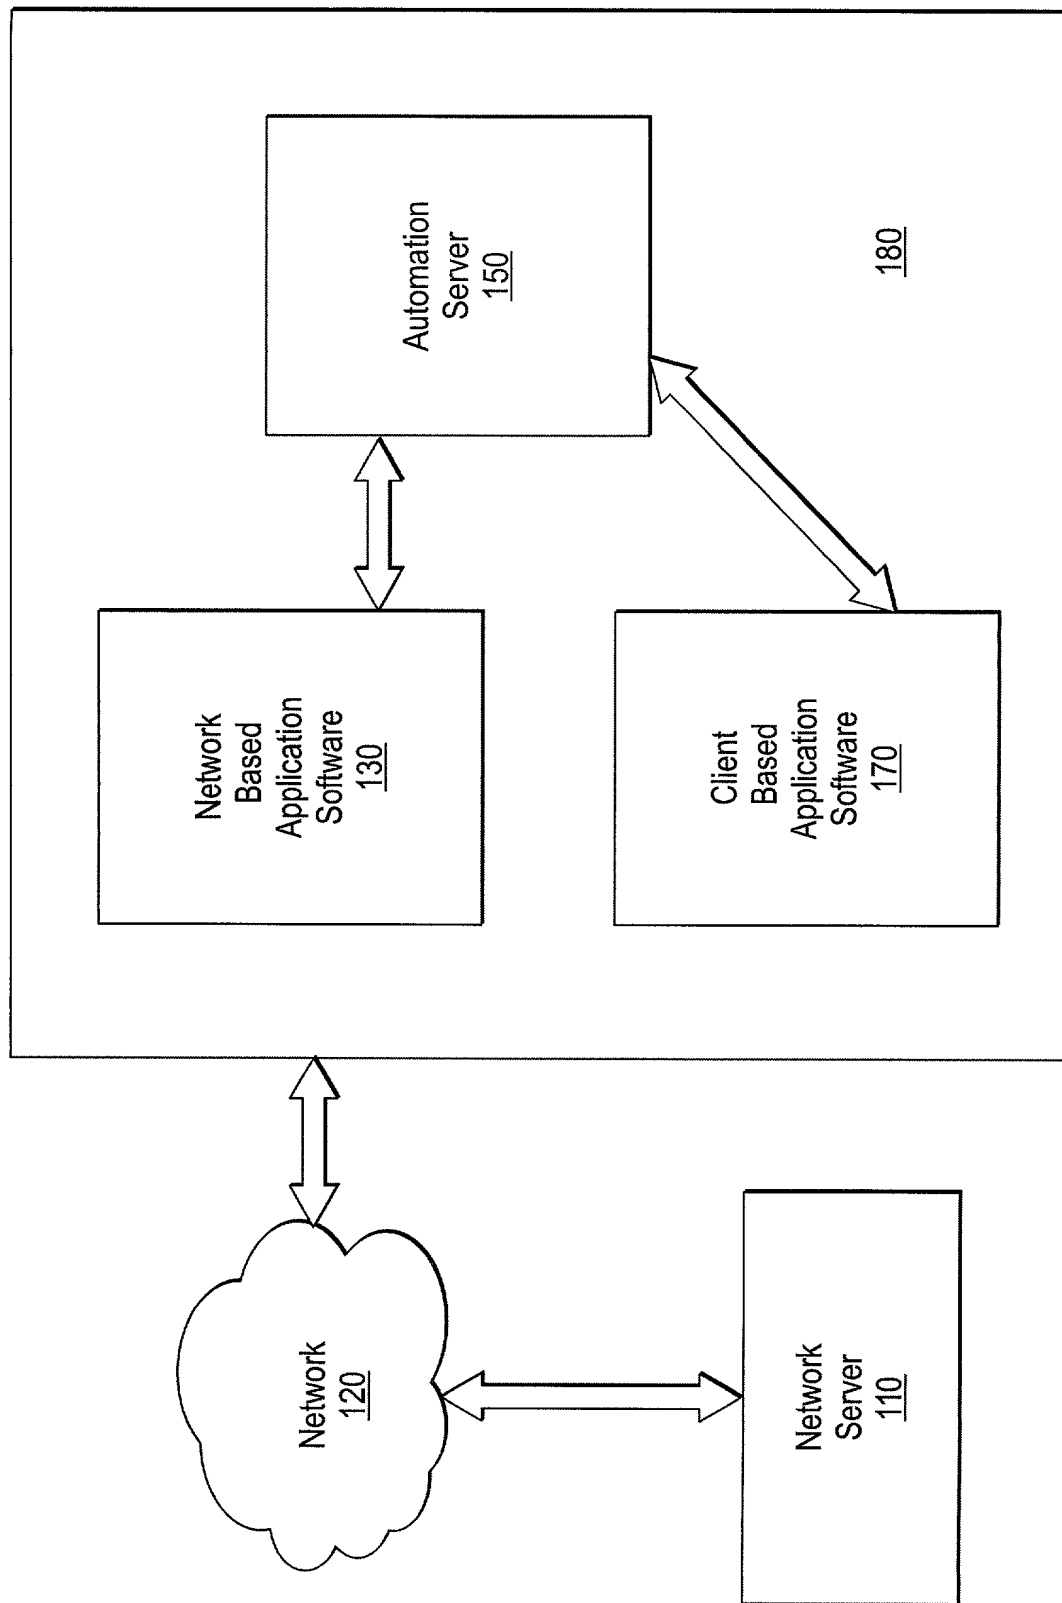 Network
120
Network
Server
110
Network
Based
Application
Software
130
Client
Based
Application
Software
170
Automation
Server
150
180